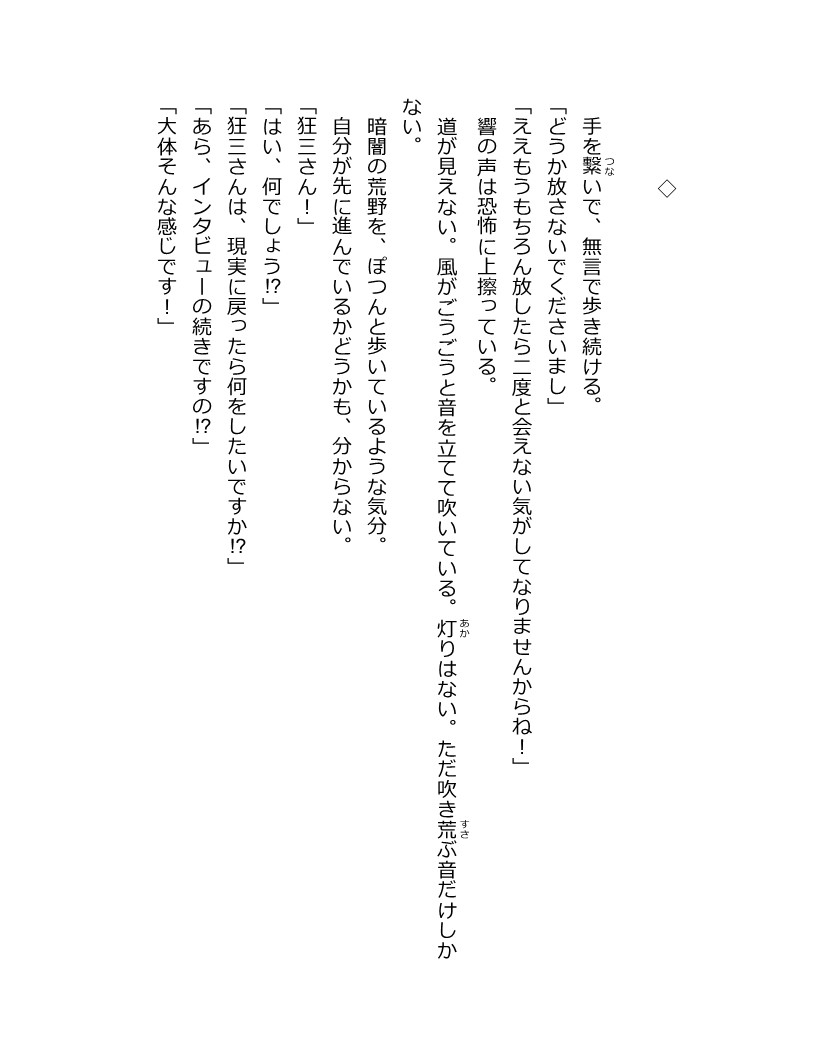 ◇
手を繋いで、無言で歩き続ける。
「どうか放さないでくださいまし」
「ええもうもちろん放したら二度と会えない気がしてなりませんからね！」
響の声は恐怖に上擦っている。
道が見えない。風がごうごうと音を立てて吹いている。灯りはない。ただ吹き荒ぶ音だけしか
ない。
暗闇の荒野を、ぽつんと歩いているような気分。
自分が先に進んでいるかどうかも、分からない。
「狂三さん！」
「はい、何でしょう!?」
「狂三さんは、現実に戻ったら何をしたいですか!?」
「あら、インタビューの続きですの!?」
「大体そんな感じです！」